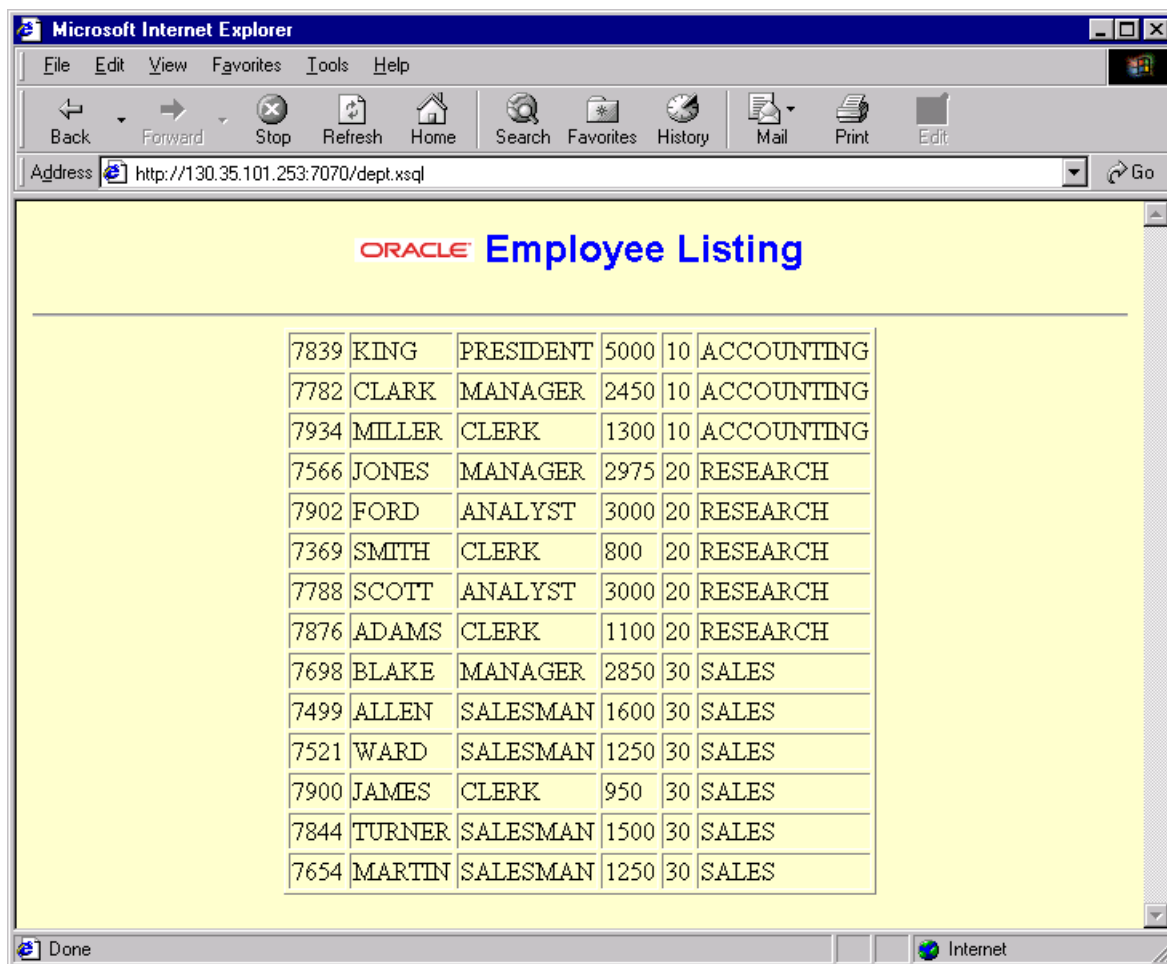 Microsoft Internet Explorer
File Edit View Favorites Tools Help
Back Forward Stop Refresh Home Search Favorites History Mail Print Edit
Address http://130.35.101.253:7070/dept.xsql Go
ORACLE Employee Listing
7839 KING PRESIDENT 5000 10 ACCOUNTING
7782 CLARK MANAGER 2450 10 ACCOUNTING
7934 MILLER CLERK 1300 10 ACCOUNTING
7566 JONES MANAGER 2975 20 RESEARCH
7902 FORD ANALYST 3000 20 RESEARCH
7369 SMITH CLERK 800 20 RESEARCH
7788 SCOTT ANALYST 3000 20 RESEARCH
7876 ADAMS CLERK 1100 20 RESEARCH
7698 BLAKE MANAGER 2850 30 SALES
7499 ALLEN SALESMAN 1600 30 SALES
7521 WARD SALESMAN 1250 30 SALES
7900 JAMES CLERK 950 30 SALES
7844 TURNER SALESMAN 1500 30 SALES
7654 MARTIN SALESMAN 1250 30 SALES
Done Internet